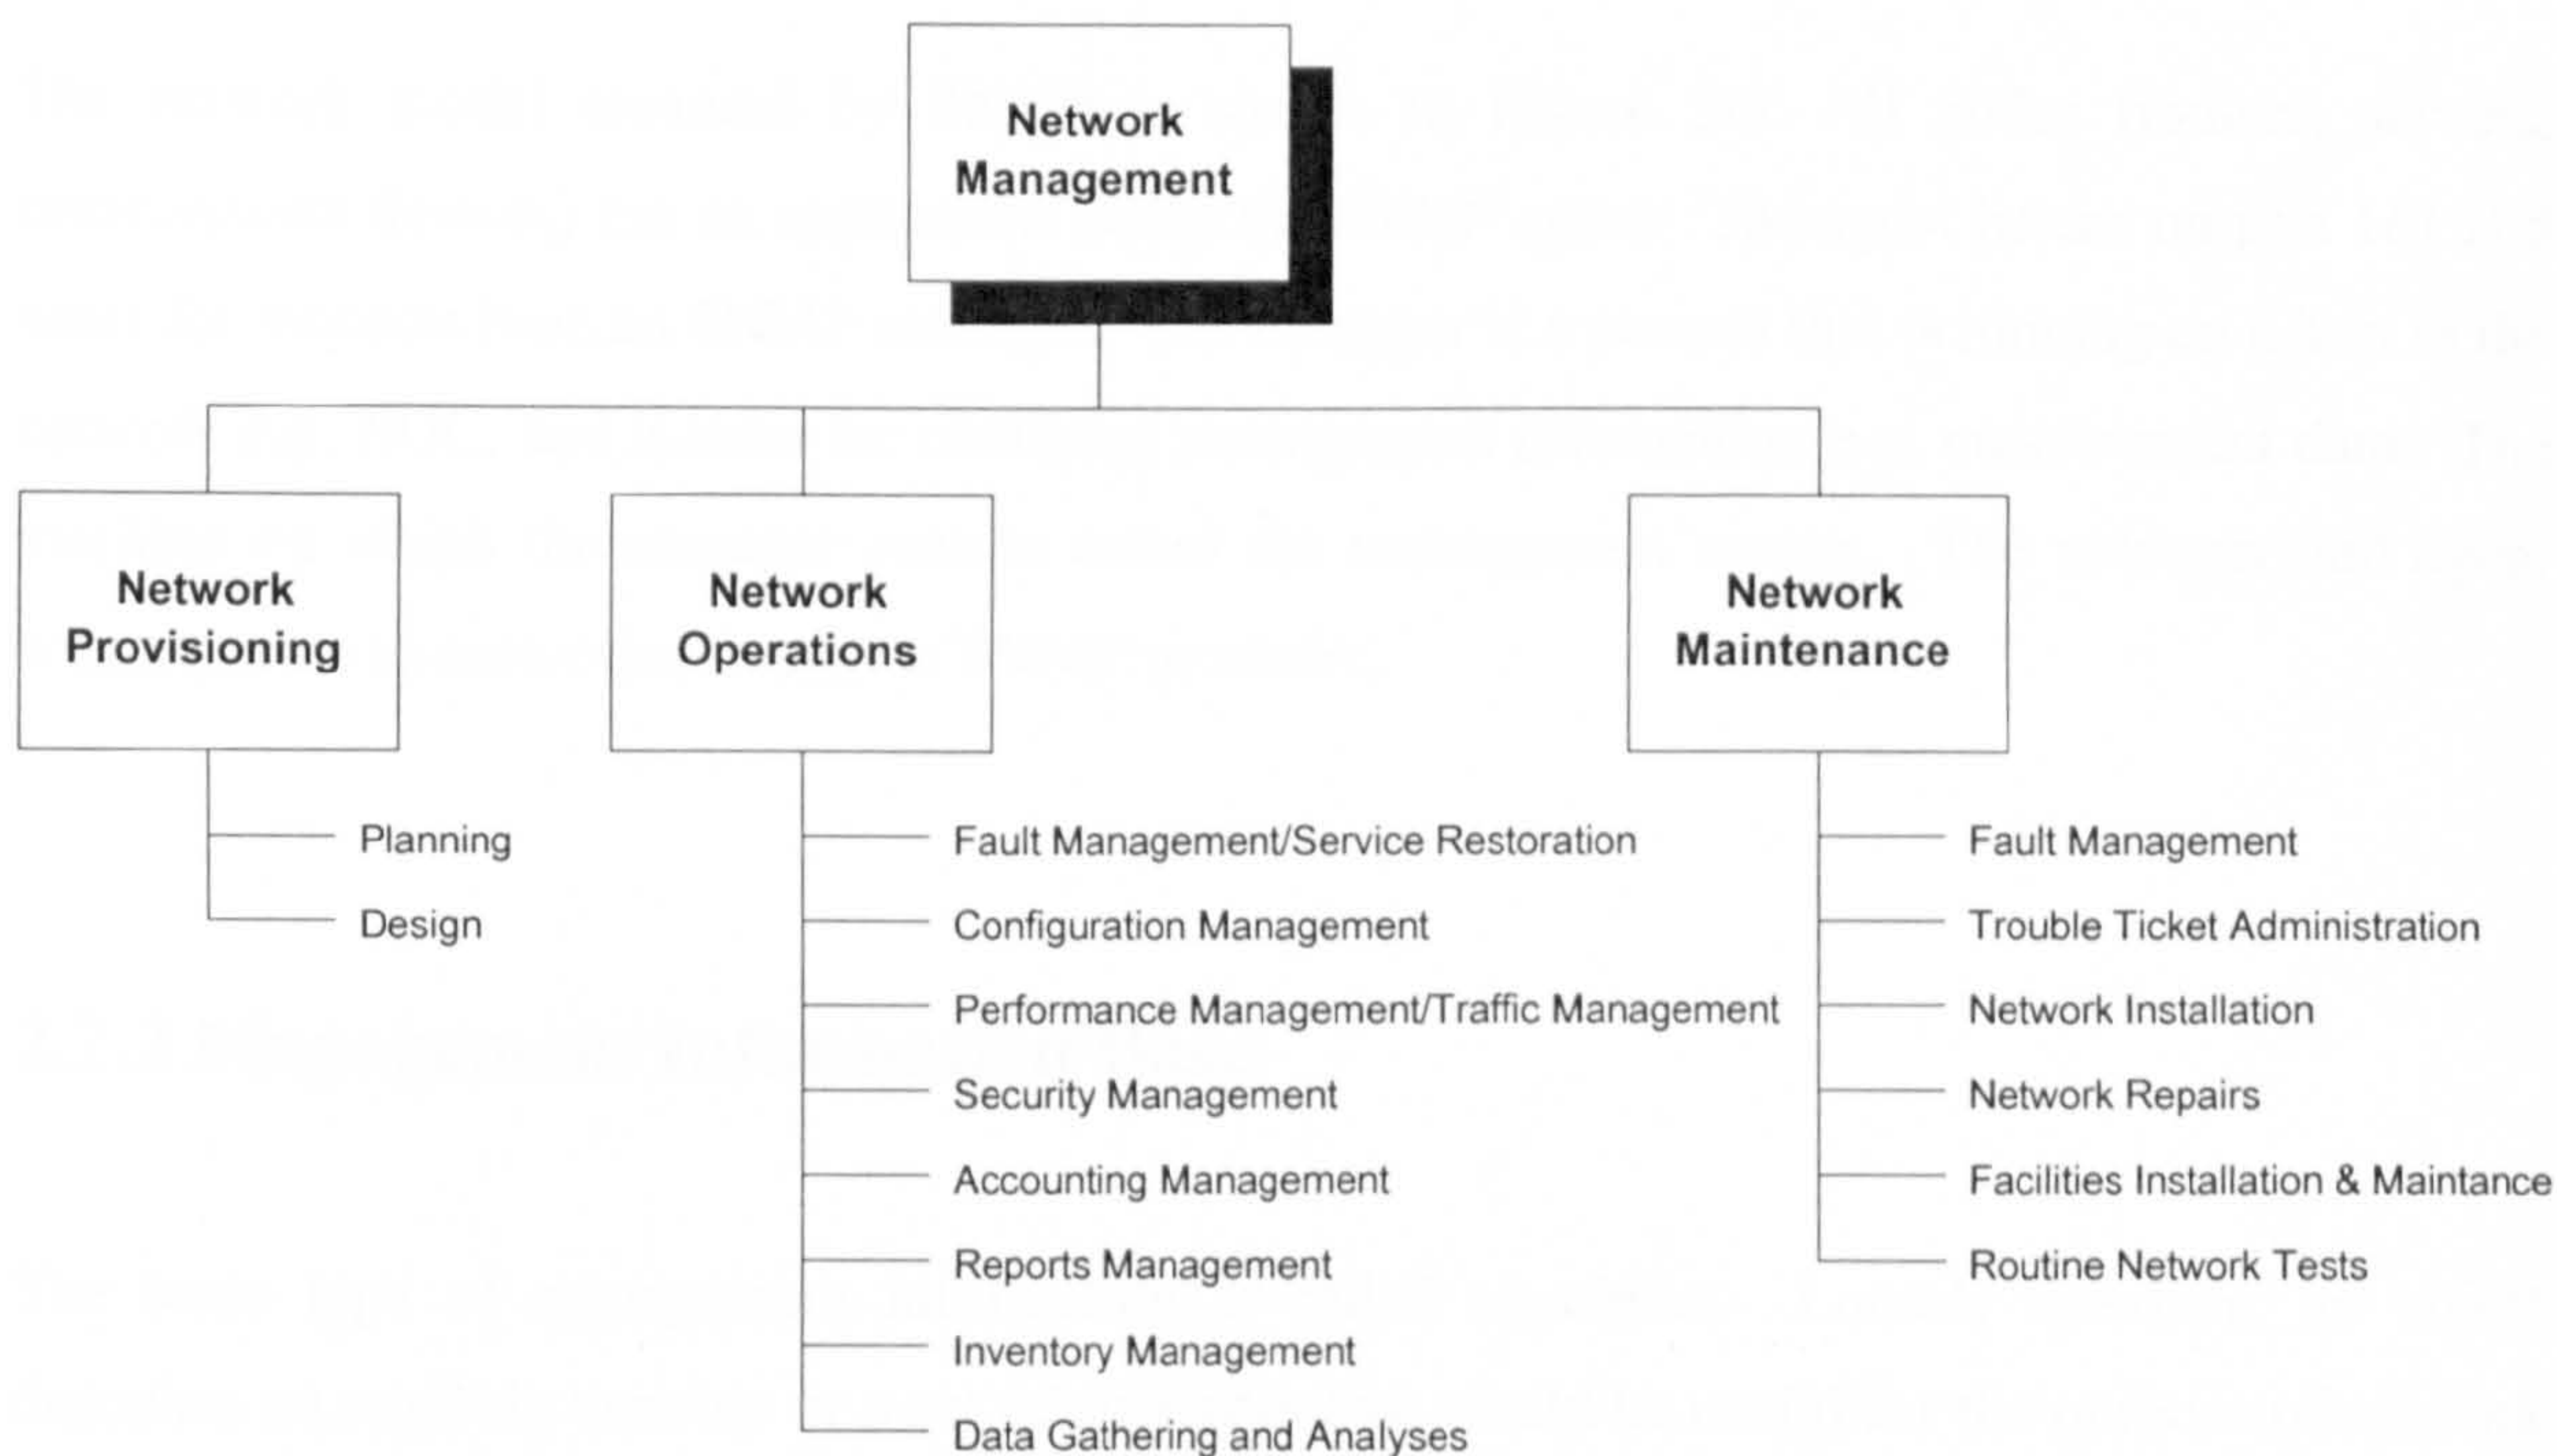 Network
Management
Network
Provisioning
Planning
Design
Network
Operations
Fault Management/Service Restoration
Configuration Management
Performance Management/Traffic Management
Security Management
Accounting Management
Reports Management
Inventory Management
Data Gathering and Analyses
Network
Maintenance
Fault Management
Trouble Ticket Administration
Network Installation
Network Repairs
Facilities Installation & Maintance
Routine Network Tests